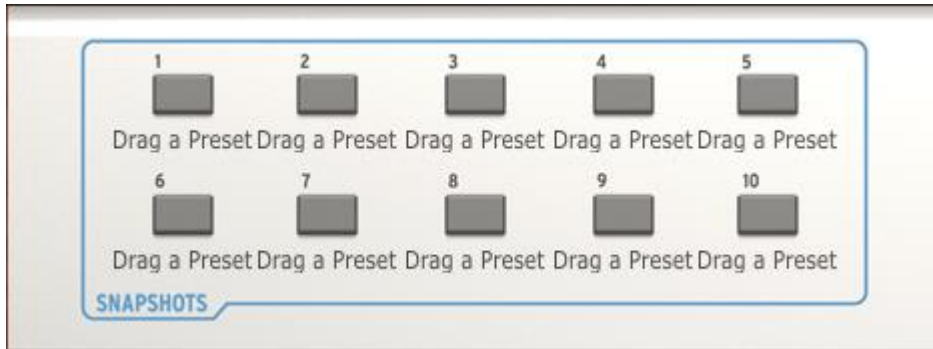 1 2 3 4 5
Drag a Preset Drag a Preset Drag a Preset Drag a Preset Drag a Preset
6 7 8 9 10
Drag a Preset Drag a Preset Drag a Preset Drag a Preset Drag a Preset
SNAPSHOTS